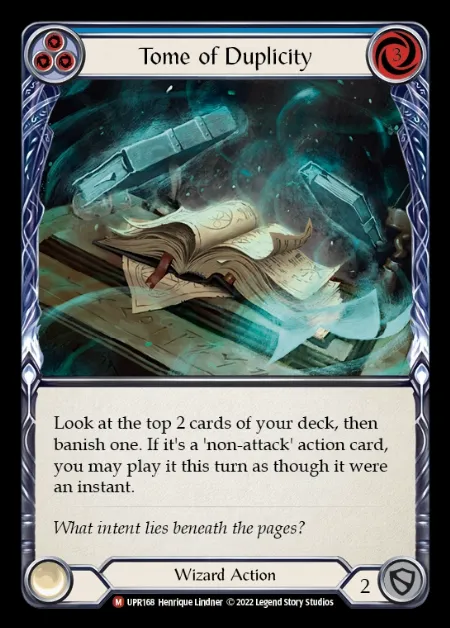 Tome of Duplicity
3
Look at the top 2 cards of your deck, then
banish one. If it's a 'non-attack' action card,
you may play it this turn as though it were
an instant.
What intent lies beneath the pages?
Wizard Action
2
M UPR168 Henrique Lindner © 2022 Legend Story Studios